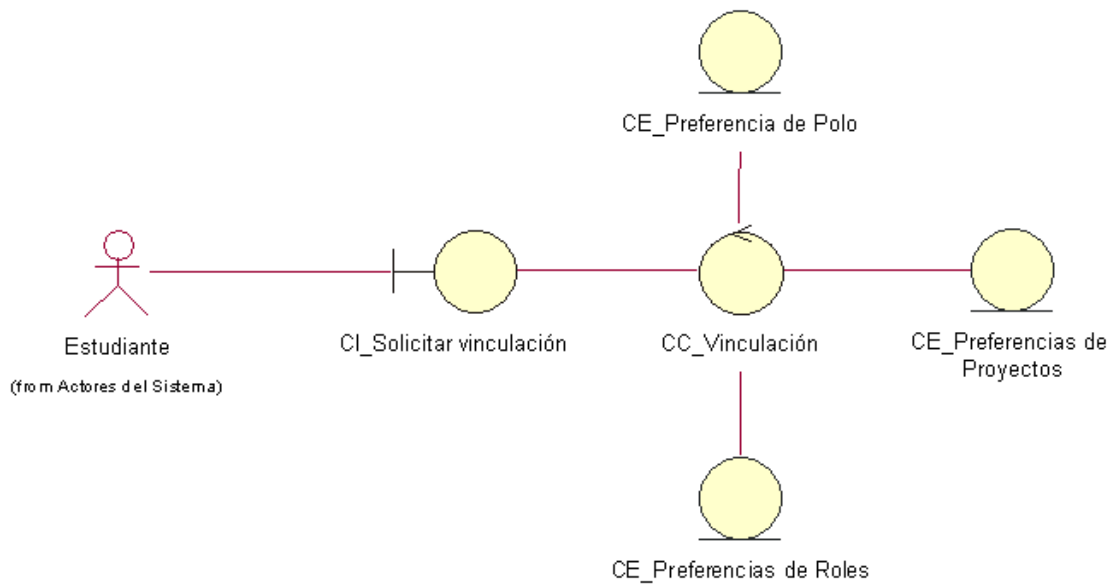 CE_Preferencia de Polo
Estudiante
(from Actores del Sistema)
CI_Solicitar vinculación
CC_Vinculación
CE_Preferencias de
Proyectos
CE_Preferencias de Roles